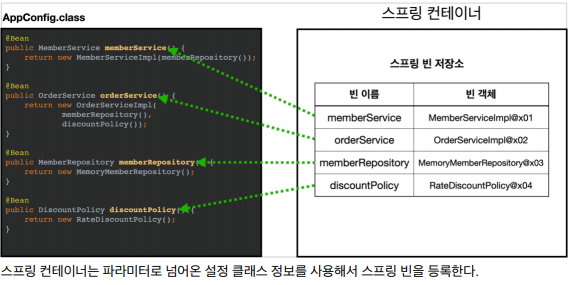 AppConfig.class
@Bean
public MemberService memberService() {
return new MemberServiceImpl(memberRepository());
}
@Bean
public OrderService orderService() {
return new OrderServiceImpl(
memberRepository(),
discountPolicy());
}
@Bean
public MemberRepository memberRepository() {
return new MemoryMemberRepository();
}
@Bean
public DiscountPolicy discountPolicy() {
return new RateDiscountPolicy();
}
스프링 컨테이너
스프링 빈 저장소
빈 이름 빈 객체
memberService MemberServiceImpl@x01
orderService OrderServiceImpl@x02
memberRepository MemoryMemberRepository@x03
discountPolicy RateDiscountPolicy@x04
스프링 컨테이너는 파라미터로 넘어온 설정 클래스 정보를 사용해서 스프링 빈을 등록한다.